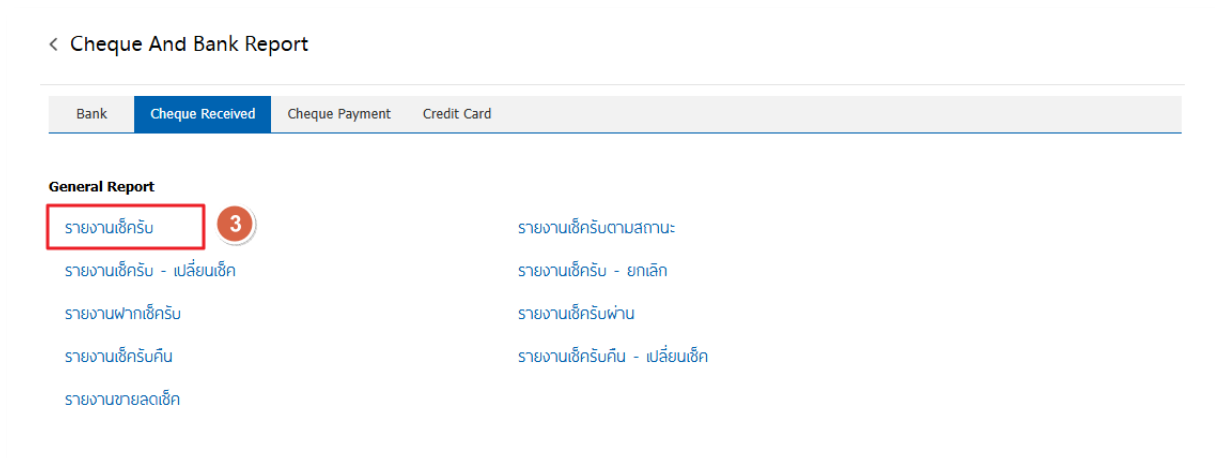 < Cheque And Bank Report
Bank Cheque Received Cheque Payment Credit Card
General Report
รายงานเช็ครับ 3 รายงานเช็ครับตามสถานะ
รายงานเช็ครับ - เปลี่ยนเช็ค รายงานเช็ครับ - ยกเลิก
รายงานฝากเช็ครับ รายงานเช็ครับผ่าน
รายงานเช็ครับคืน รายงานเช็ครับคืน - เปลี่ยนเช็ค
รายงานขายลดเช็ค